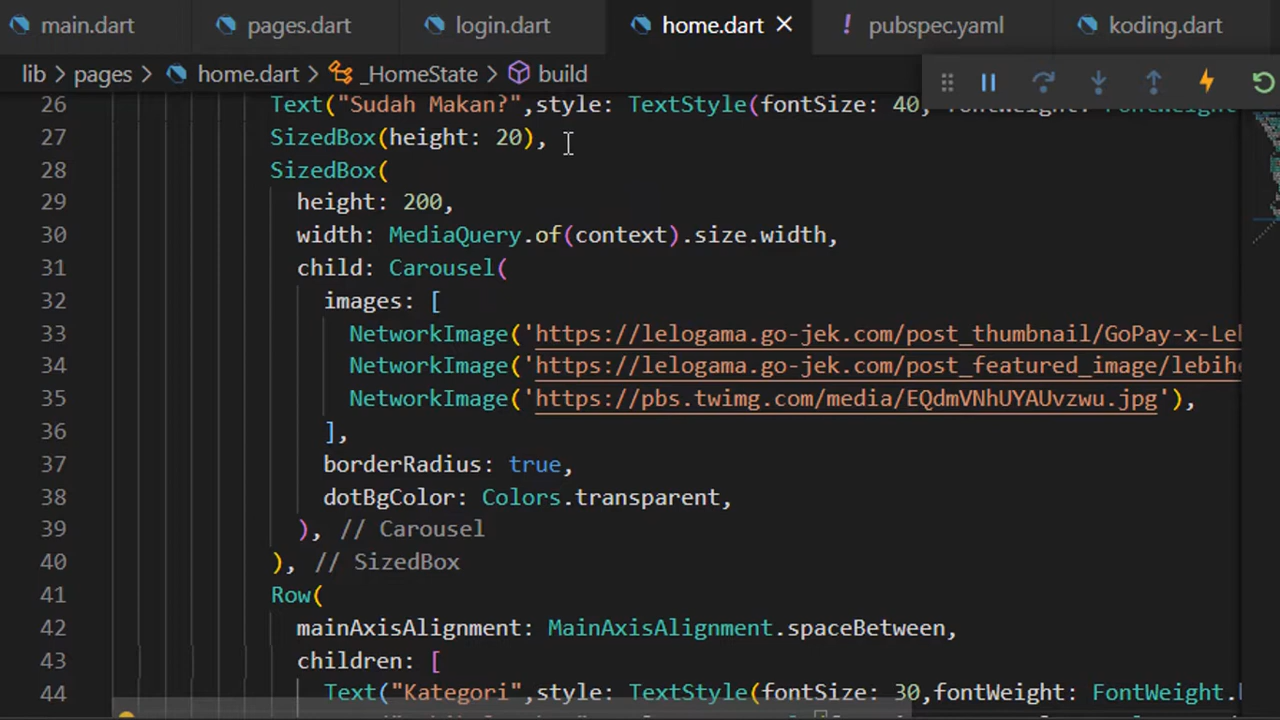 main.dart pages.dart login.dart home.dart pubspec.yaml koding.dart
lib > pages > home.dart > _HomeState > build
26 Text("Sudah Makan?",style: TextStyle(fontSize: 40,
27 SizedBox(height: 20),
28 SizedBox(
29 height: 200,
30 width: MediaQuery.of(context).size.width,
31 child: Carousel(
32 images: [
33 NetworkImage('https://lelogama.go-jek.com/post_thumbnail/GoPay-x-Lel
34 NetworkImage('https://lelogama.go-jek.com/post_featured_image/lebih
35 NetworkImage('https://pbs.twimg.com/media/EQdmVNhUYAUvzwu.jpg'),
36 ],
37 borderRadius: true,
38 dotBgColor: Colors.transparent,
39 ), // Carousel
40 ), // SizedBox
41 Row(
42 mainAxisAlignment: MainAxisAlignment.spaceBetween,
43 children: [
44 Text("Kategori",style: TextStyle(fontSize: 30,fontWeight: FontWeight.